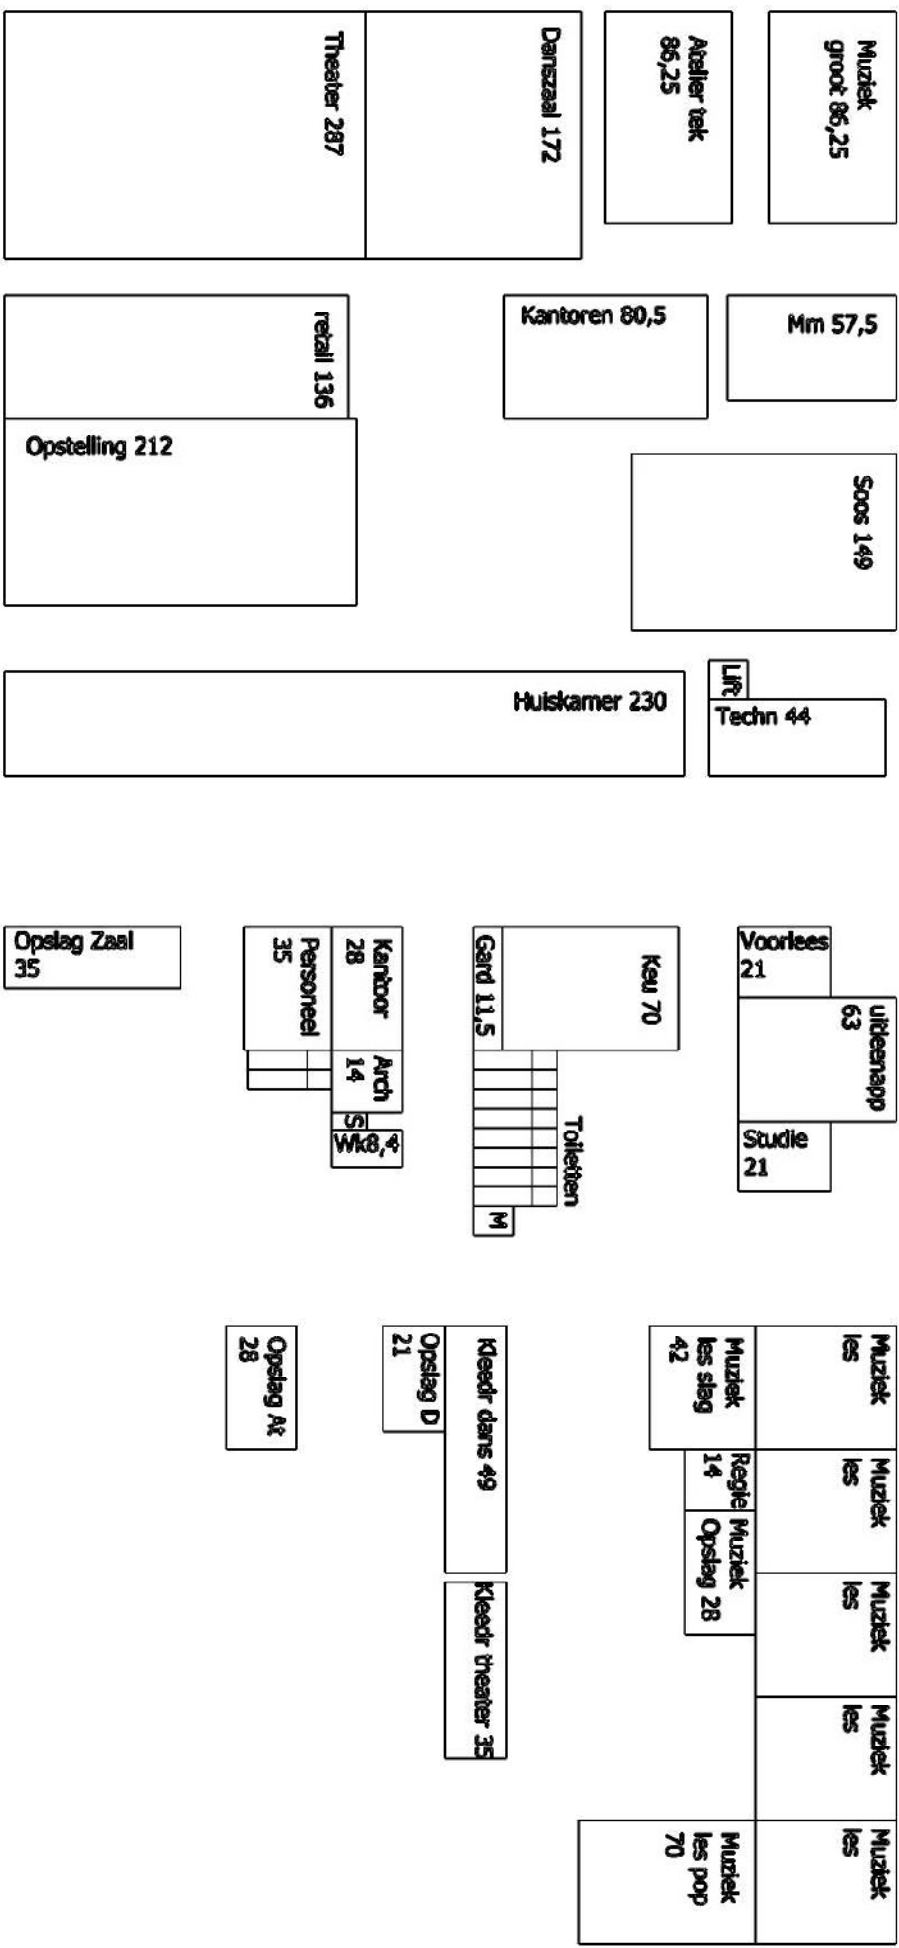 Theater 287
Danszaal 172
Atelier tek
86,25
Muziek
groot 86,25
retail 136
Kantoren 80,5
Mm 57,5
Opstelling 212
Soos 149
Huiskamer 230
Lift
Techn 44
Opslag Zaal
35
Personeel
35
Kantoor
28
Arch
14
S
Wk8,4
Gard 11,5
Keu 70
Toiletten
M
Voorlees
21
uitleenapp
63
Studie
21
Opslag At
28
Opslag D
21
Kleedr dans 49
Kleedr theater 35
Muziek
les slag
42
Regie
14
Muziek
Opslag 28
Muziek
les
Muziek
les
Muziek
les
Muziek
les
Muziek
les
Muziek
les pop
70